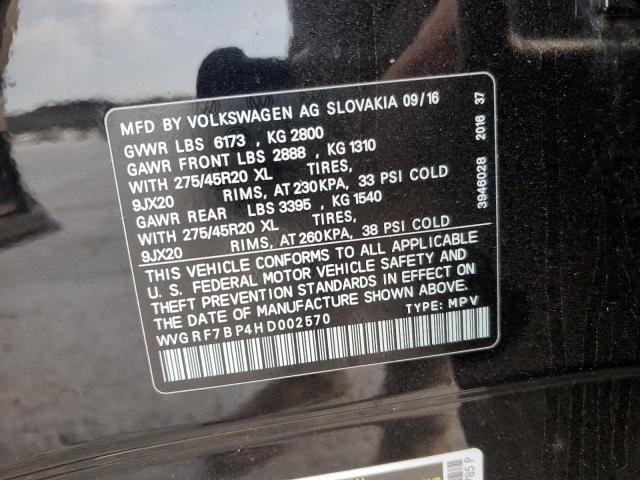 MFD BY VOLKSWAGEN AG SLOVAKIA 09/16
GVWR LBS 6173 , KG 2800
GAWR FRONT LBS 2888 , KG 1310
WITH 275/45R20 XL TIRES,
9JX20 RIMS, AT 230KPA, 33 PSI COLD
GAWR REAR LBS 3395 , KG 1540
WITH 275/45R20 XL TIRES,
9JX20 RIMS, AT 260KPA, 38 PSI COLD
THIS VEHICLE CONFORMS TO ALL APPLICABLE
U. S. FEDERAL MOTOR VEHICLE SAFETY AND
THEFT PREVENTION STANDARDS IN EFFECT ON
THE DATE OF MANUFACTURE SHOWN ABOVE.
WVGRF7BP4HD002570 TYPE: MPV
3946028 2016 37
785 P